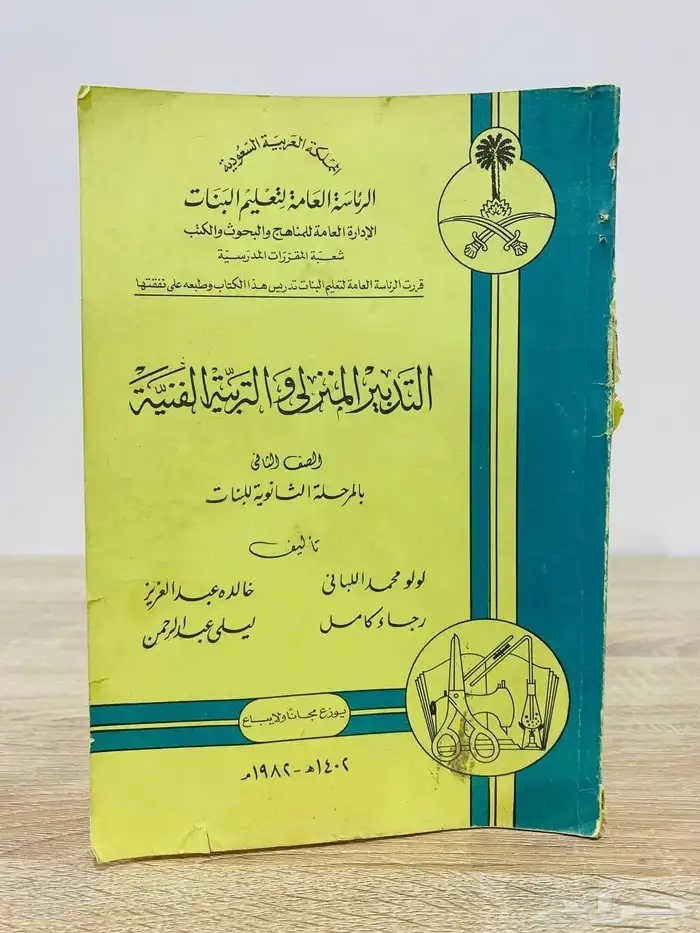 المملكة العربية السعودية
الرئاسة العامة لتعليم البنات
الإدارة العامة للمناهج والبحوث والكتب
شعبة المقررات المدرسية
قررت الرئاسة العامة لتعليم البنات تدريس هذا الكتاب وطبعه على نفقتها
التدبير المنزلي والتربية الفنية
الصف الثاني
بالمرحلة الثانوية للبنات
تأليف
لولو محمد اللباني خالده عبد العزيز
رجاء كامل ليلى عبد الرحمن
يوزع مجانا ولا يباع
١٤٠٢هـ - ١٩٨٢م
حراج